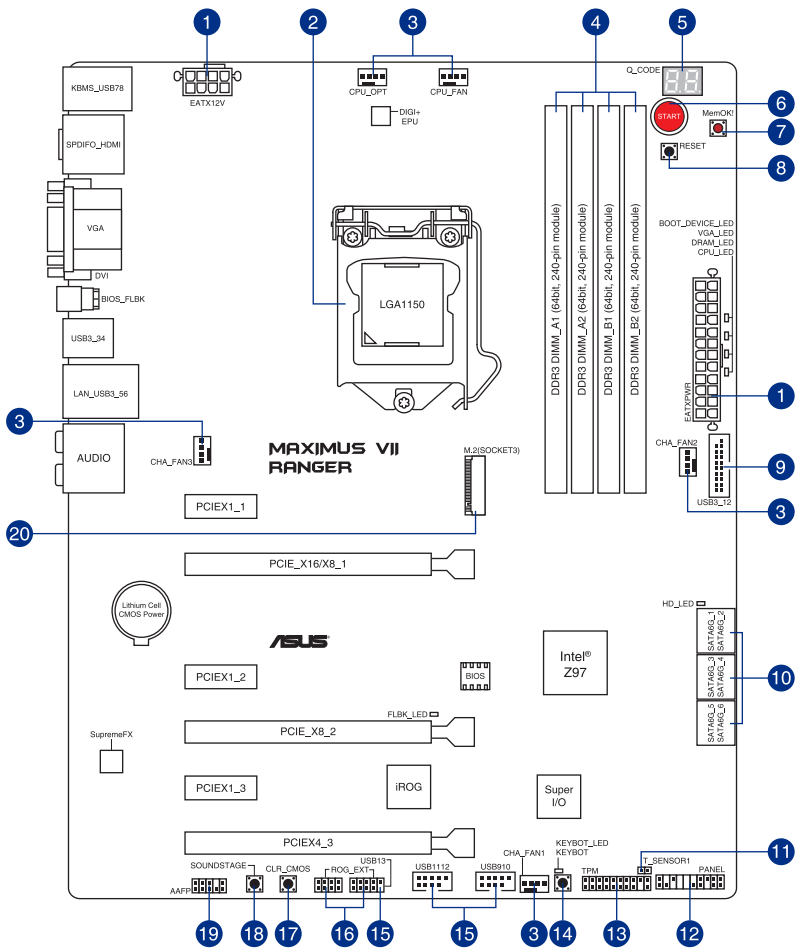 1
2
3
4
5
Q_CODE
KBMS_USB78
EATX12V
CPU_OPT
CPU_FAN
DIGI+
EPU
START
6
MemOK!
7
RESET
8
SPDIFO_HDMI
VGA
DVI
BIOS_FLBK
USB3_34
LAN_USB3_56
AUDIO
LGA1150
DDR3 DIMM_A1 (64bit, 240-pin module)
DDR3 DIMM_A2 (64bit, 240-pin module)
DDR3 DIMM_B1 (64bit, 240-pin module)
DDR3 DIMM_B2 (64bit, 240-pin module)
BOOT_DEVICE_LED
VGA_LED
DRAM_LED
CPU_LED
EATXPWR
1
3
CHA_FAN3
MAXIMUS VII
RANGER
M.2(SOCKET3)
CHA_FAN2
9
USB3_12
3
PCIEX1_1
20
PCIE_X16/X8_1
Lithium Cell
CMOS Power
HD_LED
SATA6G_1
SATA6G_2
SATA6G_3
SATA6G_4
SATA6G_5
SATA6G_6
10
ASUS
Intel®
Z97
PCIEX1_2
BIOS
FLBK_LED
PCIE_X8_2
SupremeFX
PCIEX1_3
iROG
Super
I/O
PCIEX4_3
SOUNDSTAGE
CLR_CMOS
ROG_EXT
USB13
USB1112
USB910
CHA_FAN1
KEYBOT_LED
KEYBOT
TPM
T_SENSOR1
PANEL
11
AAFP
19
18
17
16
15
15
3
14
13
12